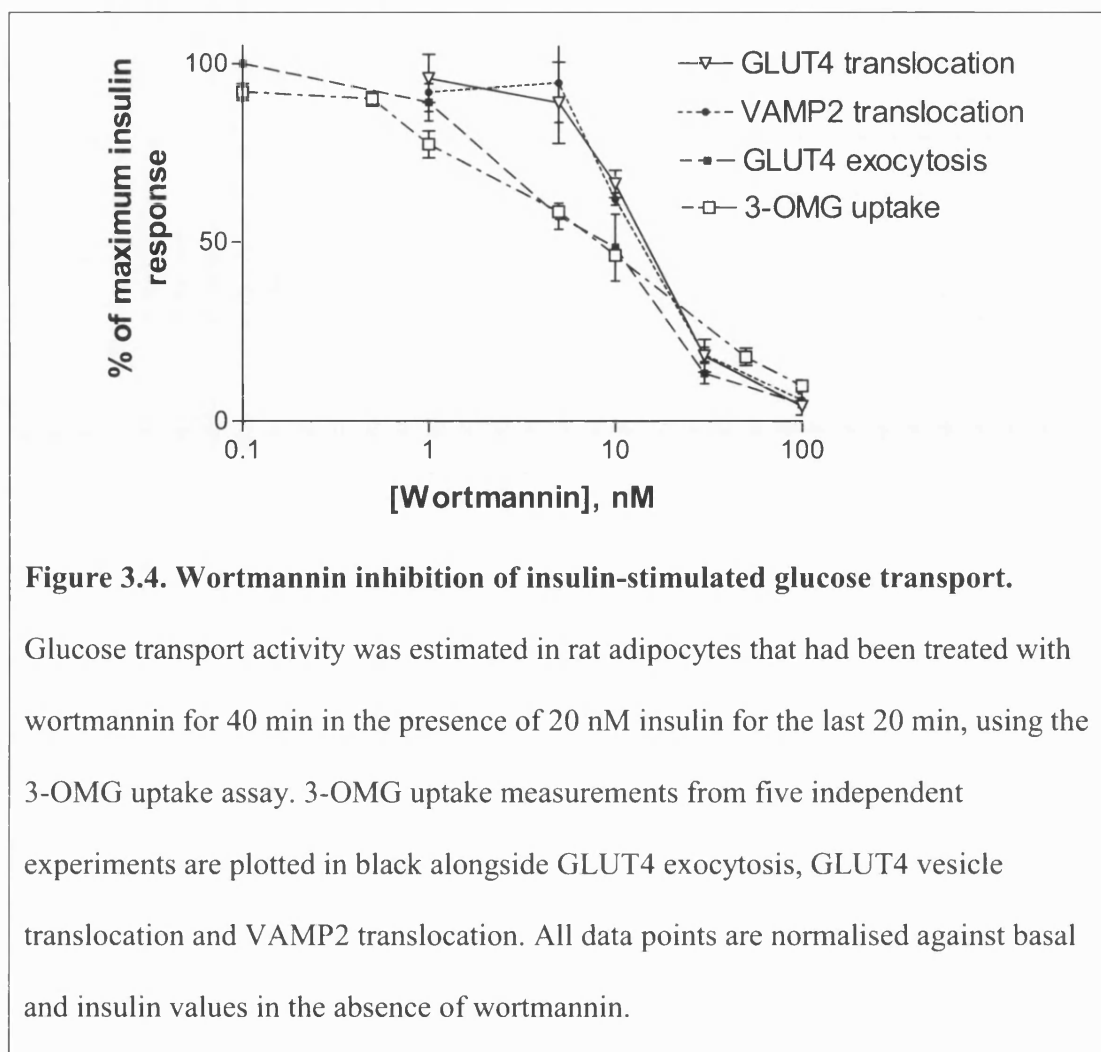 100
50
0
% of maximum insulin
response
0.1
1
10
100
[Wortmannin], nM
GLUT4 translocation
VAMP2 translocation
GLUT4 exocytosis
3-OMG uptake
Figure 3.4. Wortmannin inhibition of insulin-stimulated glucose transport.
Glucose transport activity was estimated in rat adipocytes that had been treated with
wortmannin for 40 min in the presence of 20 nM insulin for the last 20 min, using the
3-OMG uptake assay. 3-OMG uptake measurements from five independent
experiments are plotted in black alongside GLUT4 exocytosis, GLUT4 vesicle
translocation and VAMP2 translocation. All data points are normalised against basal
and insulin values in the absence of wortmannin.